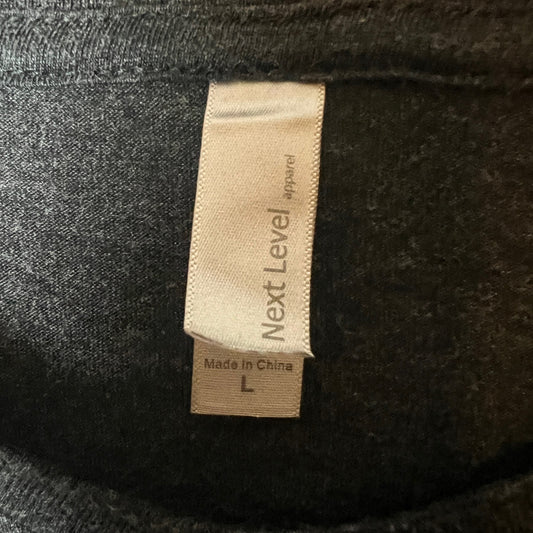 Next Level
apparel
Made in China
L